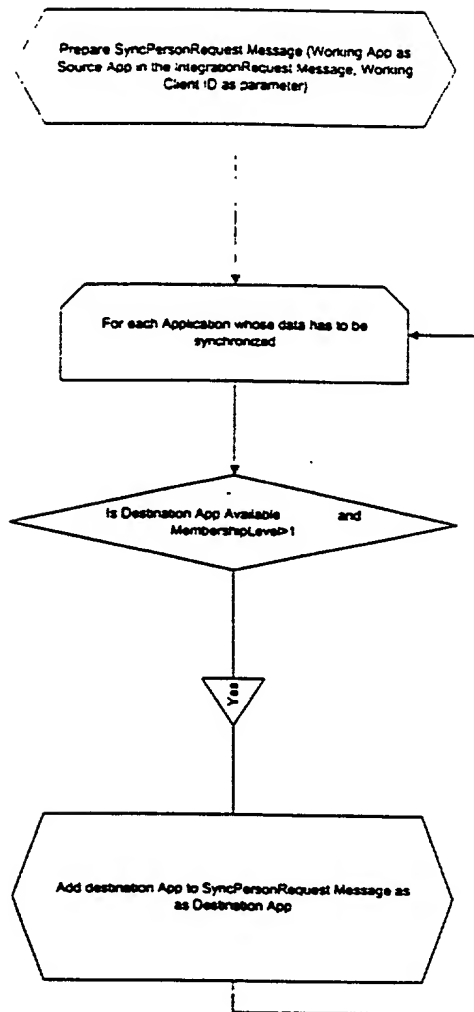 Prepare SyncPersonRequest Message (Working App as
Source App in the IntegrationRequest Message, Working
Client ID as parameter)
For each Application whose data has to be
synchronized
Is Destination App Available and
MembershipLevel>1
Yes
Add destination App to SyncPersonRequest Message as
as Destination App